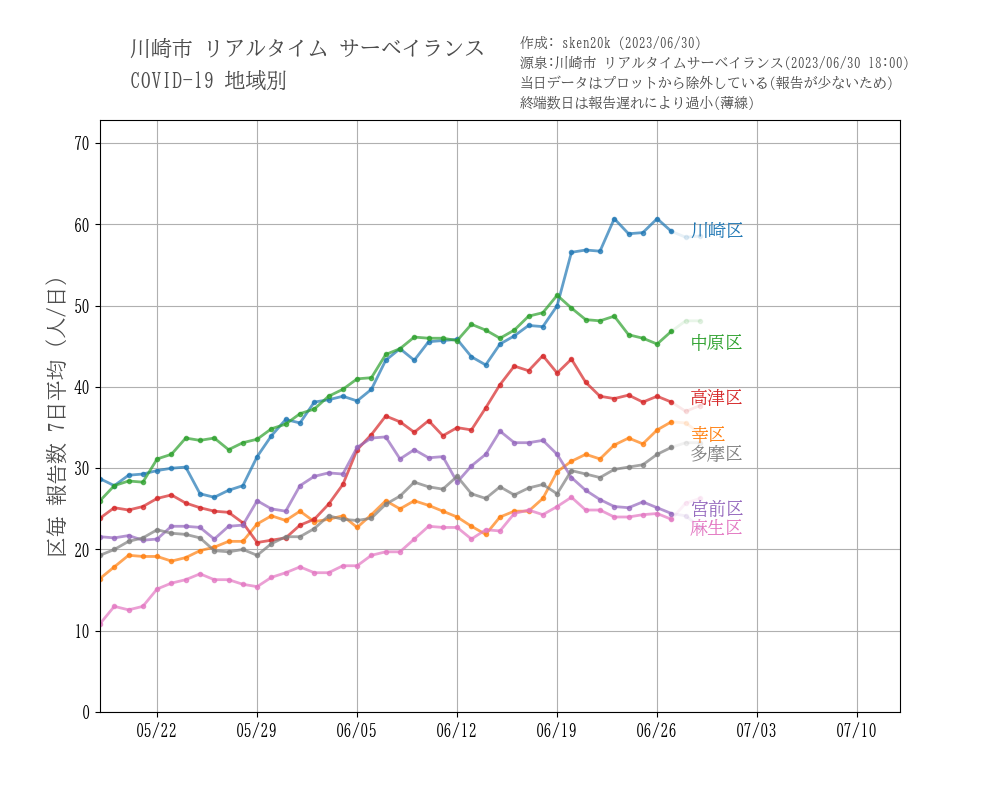 川崎市 リアルタイム サーベイランス
COVID-19 地域別
作成: sken20k (2023/06/30)
源泉:川崎市 リアルタイムサーベイランス(2023/06/30 18:00)
当日データはプロットから除外している(報告が少ないため)
終端数日は報告遅れにより過小(薄線)
区毎 報告数 7日平均 (人/日)
70
60
50
40
30
20
10
0
川崎区
中原区
高津区
幸区
多摩区
宮前区
麻生区
05/22 05/29 06/05 06/12 06/19 06/26 07/03 07/10